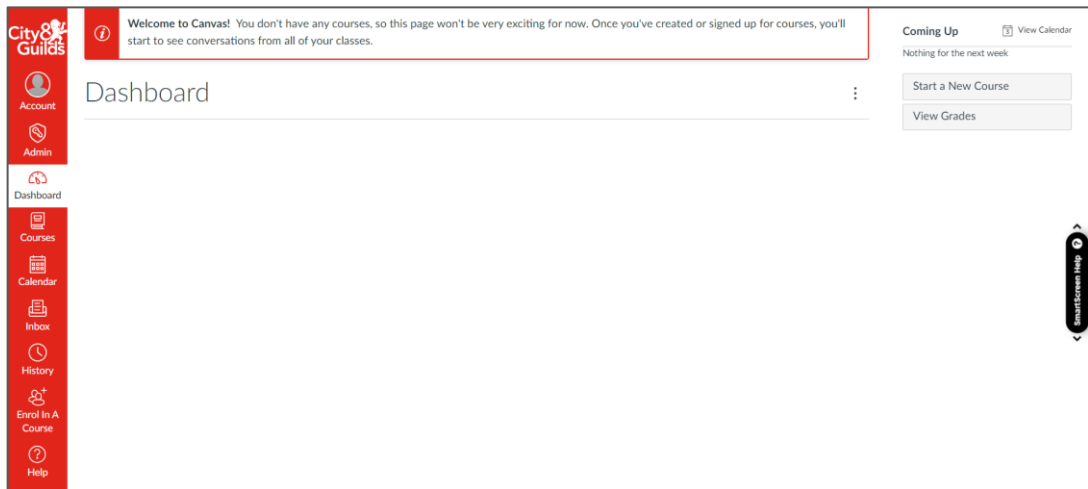 City&
Guilds
Account
Admin
Dashboard
Courses
Calendar
Inbox
History
Enrol In A
Course
Help
Welcome to Canvas! You don't have any courses, so this page won't be very exciting for now. Once you've created or signed up for courses, you'll
start to see conversations from all of your classes.
Dashboard
Coming Up
View Calendar
Nothing for the next week
Start a New Course
View Grades
SmartScreen Help